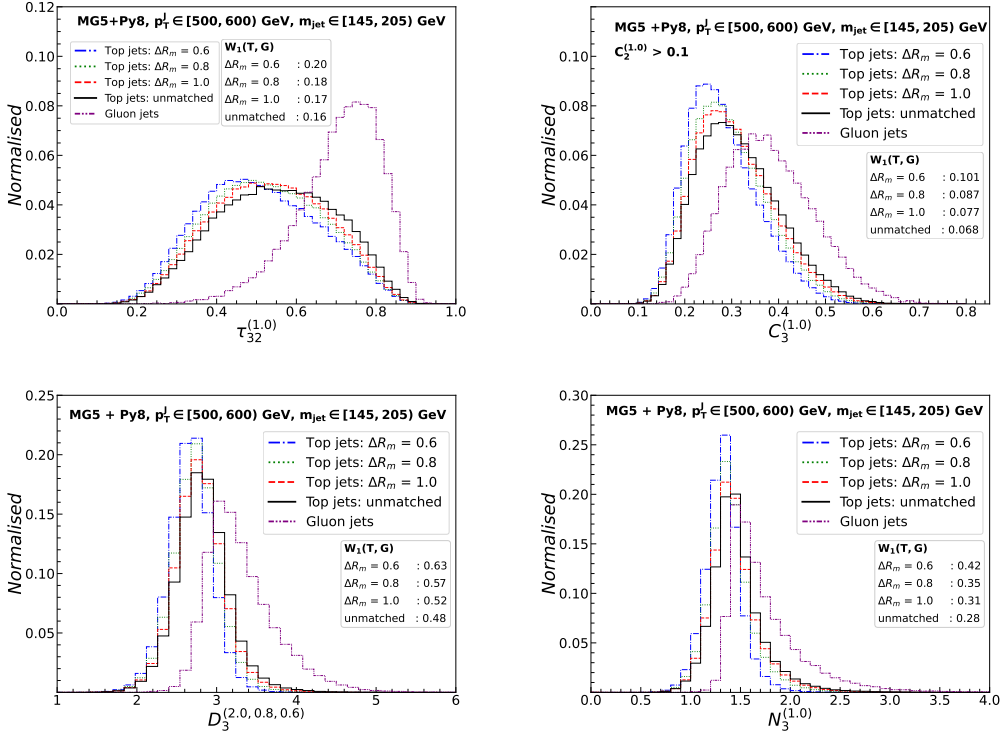 MG5+Py8, p_T^J ∈ [500, 600) GeV, m_jet ∈ [145, 205) GeV
Top jets: ΔR_m = 0.6
Top jets: ΔR_m = 0.8
Top jets: ΔR_m = 1.0
Top jets: unmatched
Gluon jets
W_1(T, G)
ΔR_m = 0.6 : 0.20
ΔR_m = 0.8 : 0.18
ΔR_m = 1.0 : 0.17
unmatched : 0.16
Normalised
0.12
0.10
0.08
0.06
0.04
0.02
0.0 0.2 0.4 0.6 0.8 1.0
τ_32^(1.0)
MG5 +Py8, p_T^J ∈ [500, 600) GeV, m_jet ∈ [145, 205) GeV
C_2^(1.0) > 0.1
Top jets: ΔR_m = 0.6
Top jets: ΔR_m = 0.8
Top jets: ΔR_m = 1.0
Top jets: unmatched
Gluon jets
W_1(T, G)
ΔR_m = 0.6 : 0.101
ΔR_m = 0.8 : 0.087
ΔR_m = 1.0 : 0.077
unmatched : 0.068
Normalised
0.12
0.10
0.08
0.06
0.04
0.02
0.0 0.1 0.2 0.3 0.4 0.5 0.6 0.7 0.8
C_3^(1.0)
MG5 + Py8, p_T^J ∈ [500, 600) GeV, m_jet ∈ [145, 205) GeV
Top jets: ΔR_m = 0.6
Top jets: ΔR_m = 0.8
Top jets: ΔR_m = 1.0
Top jets: unmatched
Gluon jets
W_1(T, G)
ΔR_m = 0.6 : 0.63
ΔR_m = 0.8 : 0.57
ΔR_m = 1.0 : 0.52
unmatched : 0.48
Normalised
0.25
0.20
0.15
0.10
0.05
1 2 3 4 5 6
D_3^(2.0, 0.8, 0.6)
MG5 + Py8, p_T^J ∈ [500, 600) GeV, m_jet ∈ [145, 205) GeV
Top jets: ΔR_m = 0.6
Top jets: ΔR_m = 0.8
Top jets: ΔR_m = 1.0
Top jets: unmatched
Gluon jets
W_1(T, G)
ΔR_m = 0.6 : 0.42
ΔR_m = 0.8 : 0.35
ΔR_m = 1.0 : 0.31
unmatched : 0.28
Normalised
0.30
0.25
0.20
0.15
0.10
0.05
0.0 0.5 1.0 1.5 2.0 2.5 3.0 3.5 4.0
N_3^(1.0)